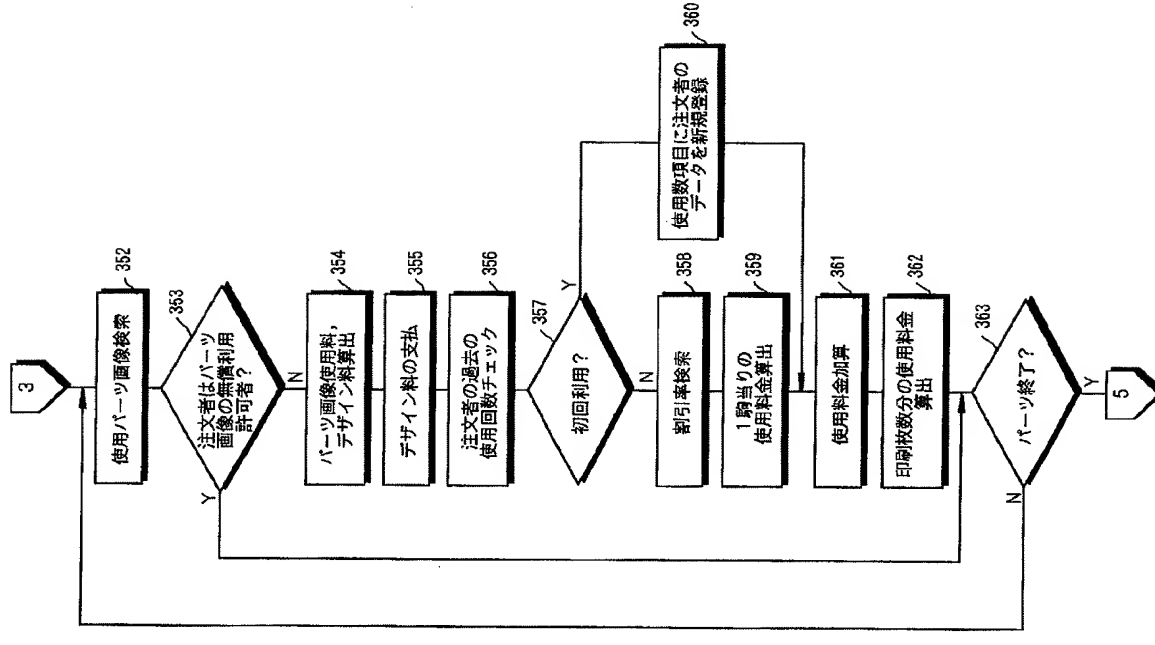 3
使用パーツ画像検索
352
注文者はパーツ
画像の無償利用
許可者?
353
Y
N
パーツ画像使用料,
デザイン料算出
354
デザイン料の支払
355
注文者の過去の
使用回数チェック
356
初回利用?
357
Y
N
使用数項目に注文者の
データを新規登録
360
割引率検索
358
1駒当りの
使用料金算出
359
使用料金加算
361
印刷枚数分の使用料金
算出
362
パーツ終了?
363
N
Y
5